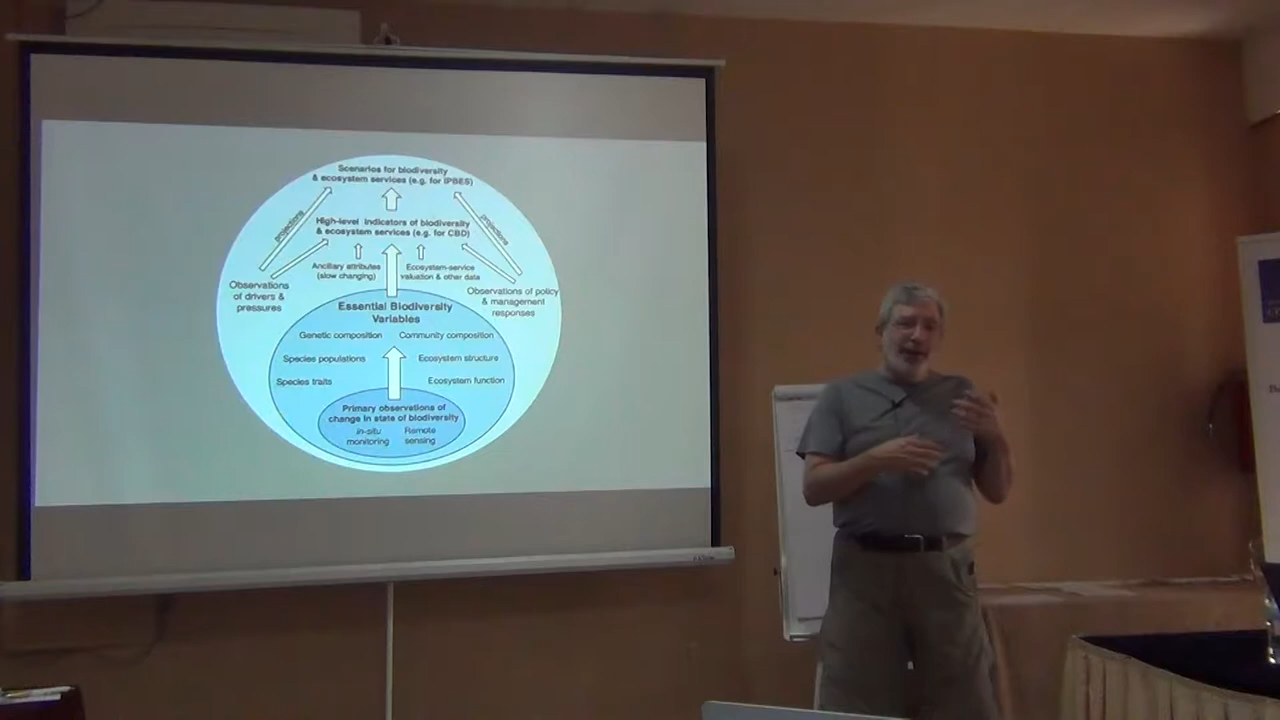 Scenarios for biodiversity
& ecosystem services (e.g. for IPBES)
projections
projections
High-level indicators of biodiversity
& ecosystem services (e.g. for CBD)
Ancillary attributes
(slow changing)
Ecosystem-service
valuation & other data
Observations
of drivers &
pressures
Observations of policy
& management
responses
Essential Biodiversity
Variables
Genetic composition
Community composition
Species populations
Ecosystem structure
Species traits
Ecosystem function
Primary observations of
change in state of biodiversity
in-situ
monitoring
Remote
sensing